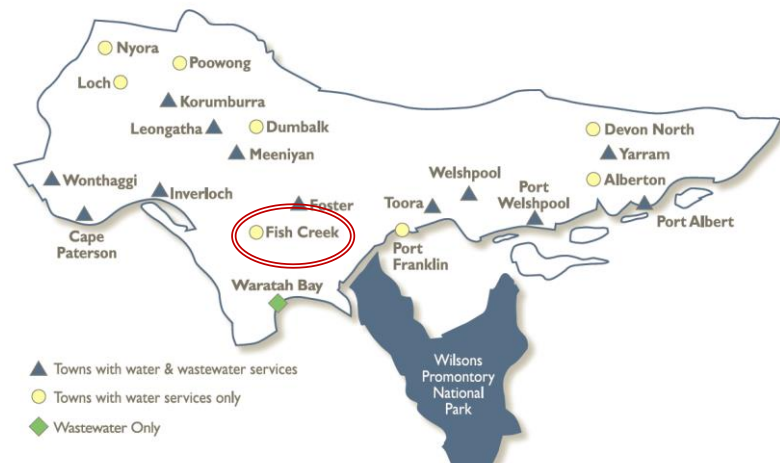 Nyora
Poowong
Loch
Korumburra
Leongatha
Dumbalk
Devon North
Meeniyan
Yarram
Welshpool
Wonthaggi
Inverloch
Alberton
Foster
Toora
Port
Welshpool
Port Albert
Cape
Paterson
Fish Creek
Port
Franklin
Waratah Bay
Wilsons
Promontory
National
Park
Towns with water & wastewater services
Towns with water services only
Wastewater Only